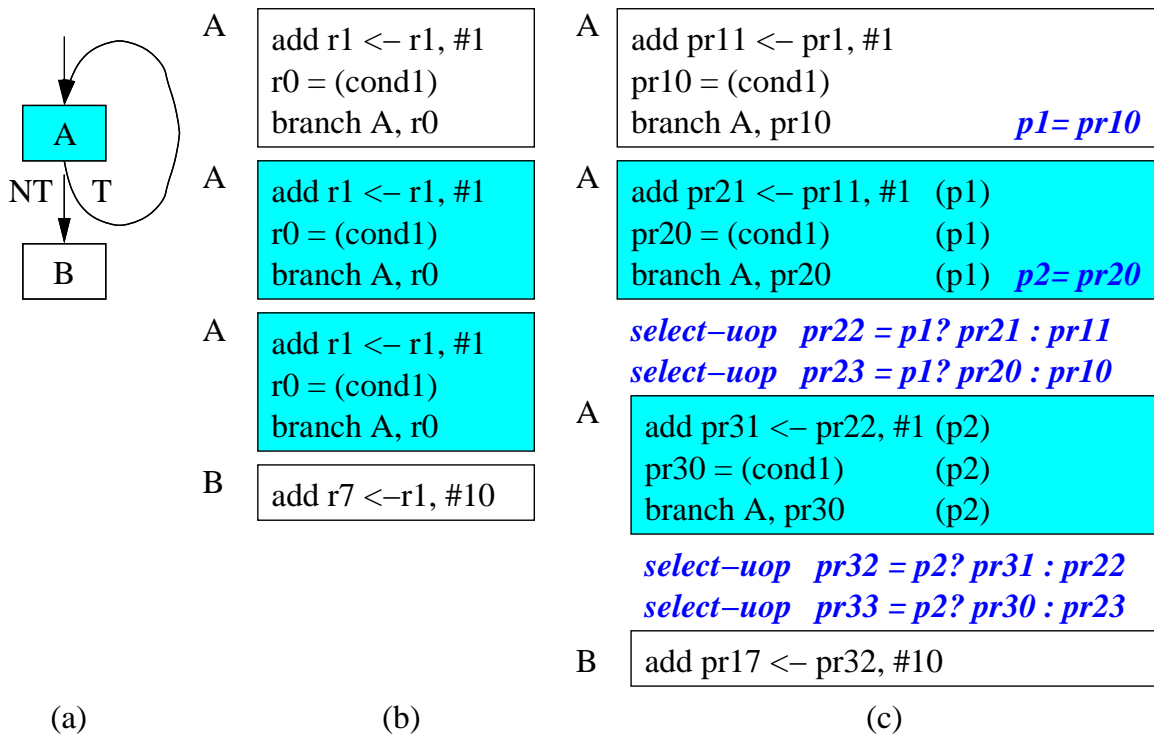 A
NT
T
B
(a)
A
add r1 <– r1, #1
r0 = (cond1)
branch A, r0
A
add r1 <– r1, #1
r0 = (cond1)
branch A, r0
A
add r1 <– r1, #1
r0 = (cond1)
branch A, r0
B
add r7 <–r1, #10
(b)
A
add pr11 <– pr1, #1
pr10 = (cond1)
branch A, pr10 p1= pr10
A
add pr21 <– pr11, #1 (p1)
pr20 = (cond1) (p1)
branch A, pr20 (p1) p2= pr20
select–uop pr22 = p1? pr21 : pr11
select–uop pr23 = p1? pr20 : pr10
A
add pr31 <– pr22, #1 (p2)
pr30 = (cond1) (p2)
branch A, pr30 (p2)
select–uop pr32 = p2? pr31 : pr22
select–uop pr33 = p2? pr30 : pr23
B
add pr17 <– pr32, #10
(c)